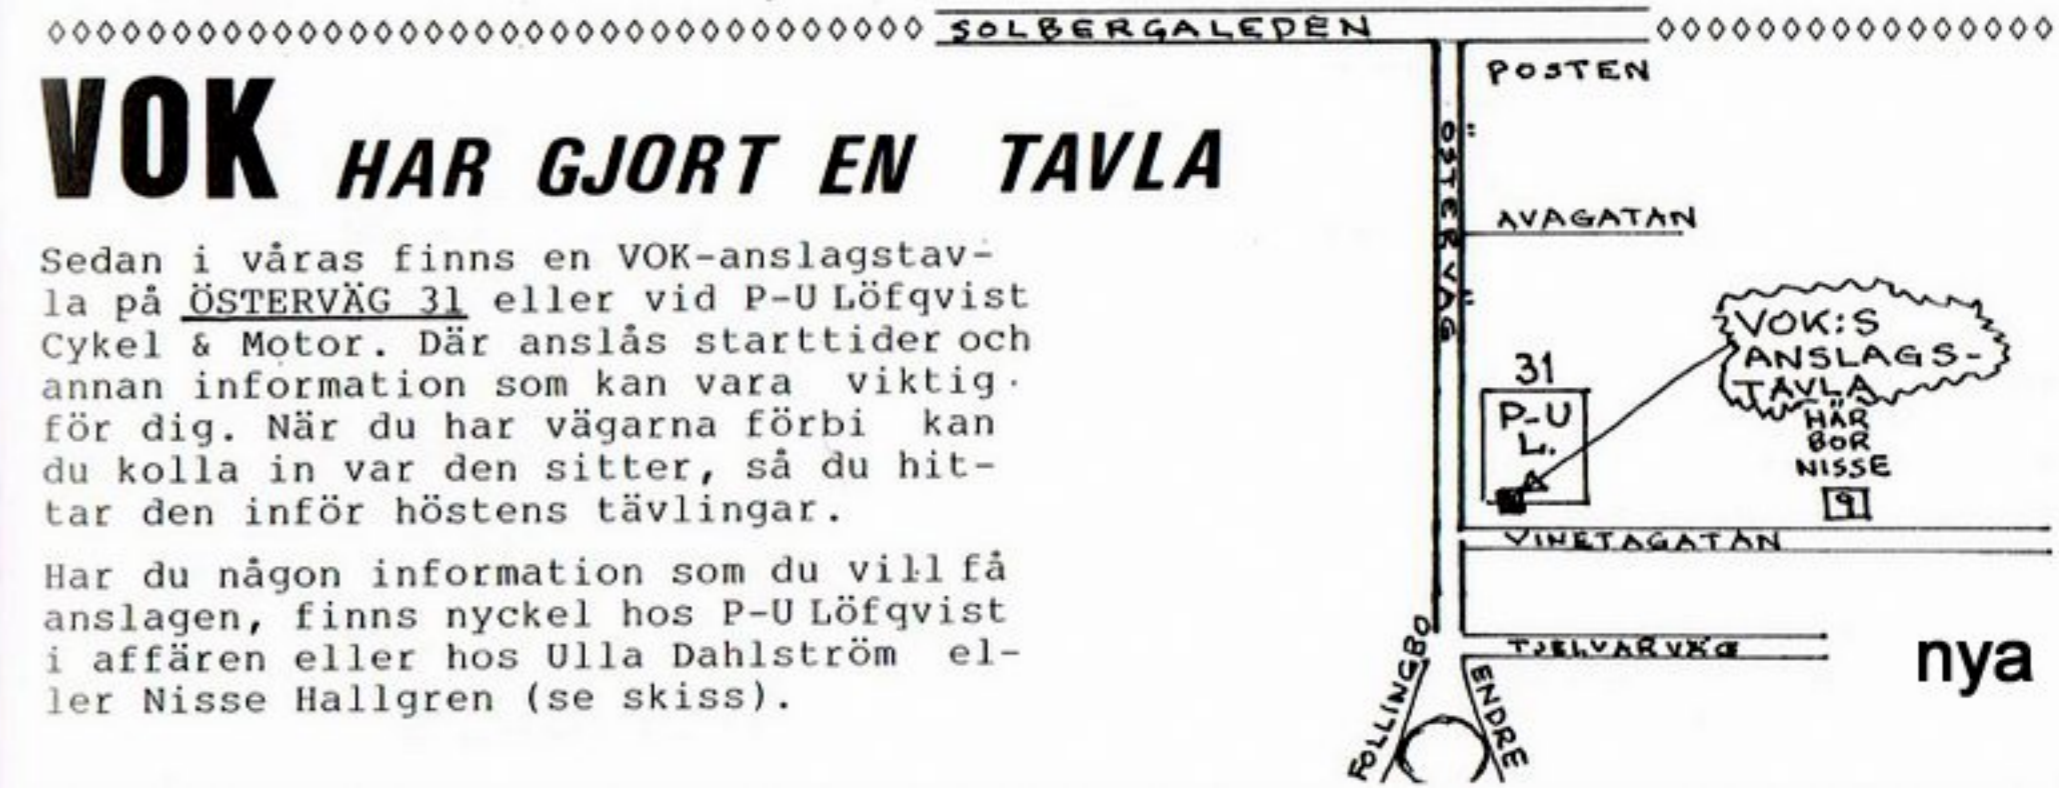 SOLBERGALEDEN
VOK HAR GJORT EN TAVLA
Sedan i våras finns en VOK-anslagstav-
la på ÖSTERVÄG 31 eller vid P-U Löfqvist
Cykel & Motor. Där anslås starttider och
annan information som kan vara viktig
för dig. När du har vägarna förbi kan
du kolla in var den sitter, så du hit-
tar den inför höstens tävlingar.
Har du någon information som du vill få
anslagen, finns nyckel hos P-U Löfqvist
i affären eller hos Ulla Dahlström el-
ler Nisse Hallgren (se skiss).
POSTEN
ÖSTERVÄG
AVAGATAN
VOK:S
ANSLAGS-
TAVLA
31
P-U
L.
HÄR
BOR
NISSE
9
VINETAGATAN
TJELVARVÄG
FOLLINGBO
ENDRE
nya